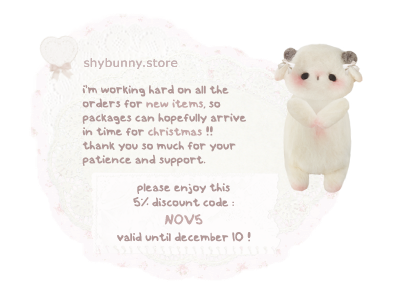 shybunny.store
i'm working hard on all the
orders for new items, so
packages can hopefully arrive
in time for christmas !!
thank you so much for your
patience and support.
please enjoy this
5% discount code :
NOV5
valid until december 10 !